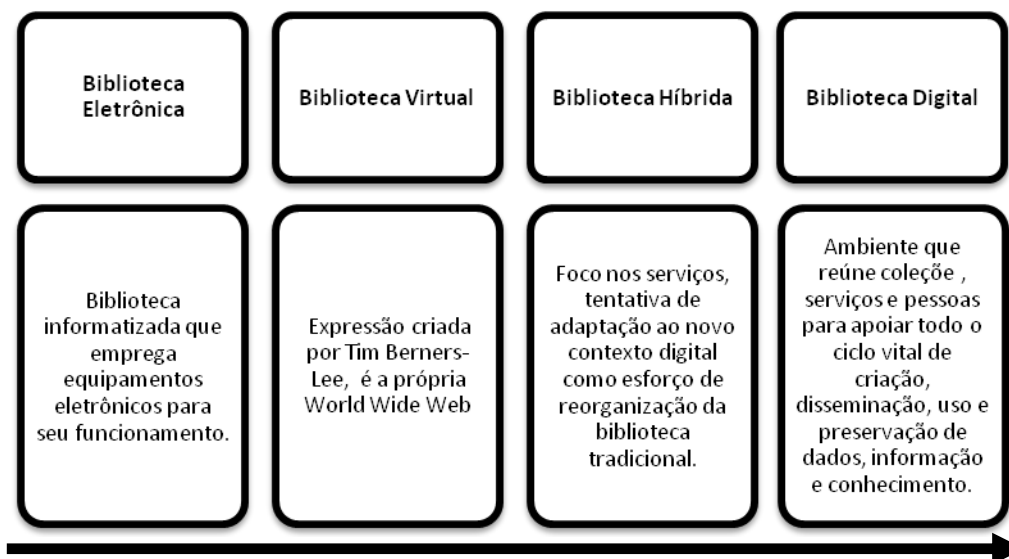 Biblioteca
Eletrônica
Biblioteca Virtual
Biblioteca Híbrida
Biblioteca Digital
Biblioteca
informatizada que
emprega
equipamentos
eletrônicos para
seu funcionamento.
Expressão criada
por Tim Berners-
Lee, é a própria
World Wide Web
Foco nos serviços,
tentativa de
adaptação ao novo
contexto digital
como esforço de
reorganização da
biblioteca
tradicional.
Ambiente que
reúne coleçõe ,
serviços e pessoas
para apoiar todo o
ciclo vital de
criação,
disseminação, uso e
preservação de
dados, informação
e conhecimento.